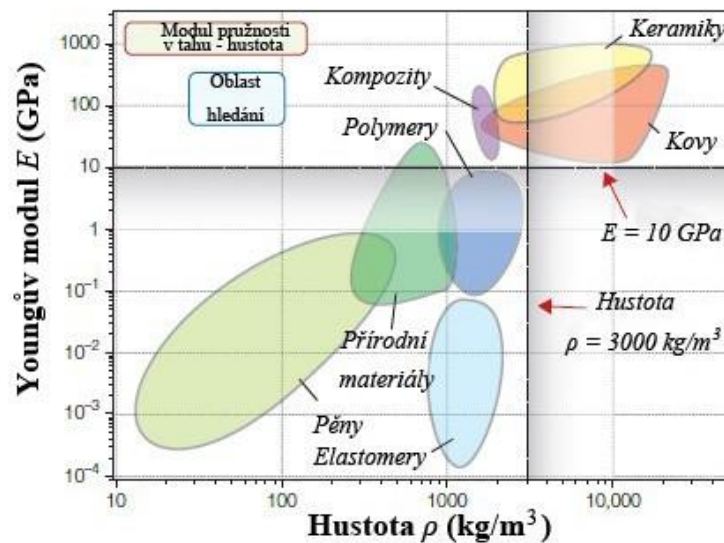 Modul pružnosti
v tahu - hustota
Oblast
hledání
Keramiky
Kompozity
Polymery
Kovy
E = 10 GPa
Hustota
ρ = 3000 kg/m³
Přírodní
materiály
Pěny
Elastomery
Youngův modul E (GPa)
1000
100
10
1
10⁻¹
10⁻²
10⁻³
10⁻⁴
10
100
1000
10,000
Hustota ρ (kg/m³)